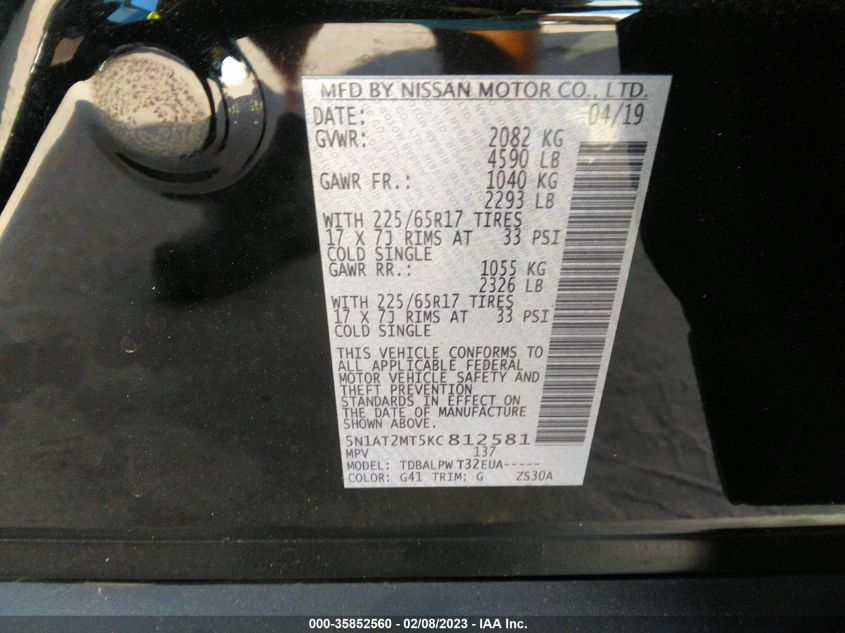 MFD BY NISSAN MOTOR CO., LTD.
DATE: 04/19
GVWR: 2082 KG
4590 LB
GAWR FR.: 1040 KG
2293 LB
WITH 225/65R17 TIRES
17 X 7J RIMS AT 33 PSI
COLD SINGLE
GAWR RR.: 1055 KG
2326 LB
WITH 225/65R17 TIRES
17 X 7J RIMS AT 33 PSI
COLD SINGLE
THIS VEHICLE CONFORMS TO
ALL APPLICABLE FEDERAL
MOTOR VEHICLE SAFETY AND
THEFT PREVENTION
STANDARDS IN EFFECT ON
THE DATE OF MANUFACTURE
SHOWN ABOVE.
5N1AT2MT5KC812581
MPV 137
MODEL: TDBALPW T32EUA-----
COLOR: G41 TRIM: G ZS30A
000-35852560 - 02/08/2023 - IAA Inc.